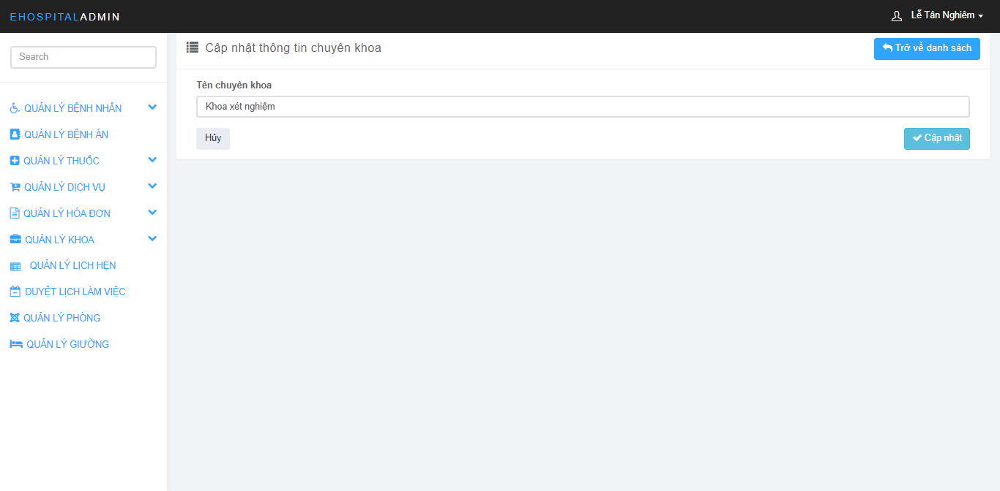 EHOSPITALADMIN
Lễ Tân Nghiêm
Search
QUẢN LÝ BỆNH NHÂN
QUẢN LÝ BỆNH ÁN
QUẢN LÝ THUỐC
QUẢN LÝ DỊCH VỤ
QUẢN LÝ HÓA ĐƠN
QUẢN LÝ KHOA
QUẢN LÝ LỊCH HẸN
DUYỆT LỊCH LÀM VIỆC
QUẢN LÝ PHÒNG
QUẢN LÝ GIƯỜNG
Cập nhật thông tin chuyên khoa
Trở về danh sách
Tên chuyên khoa
Khoa xét nghiệm
Hủy
Cập nhật